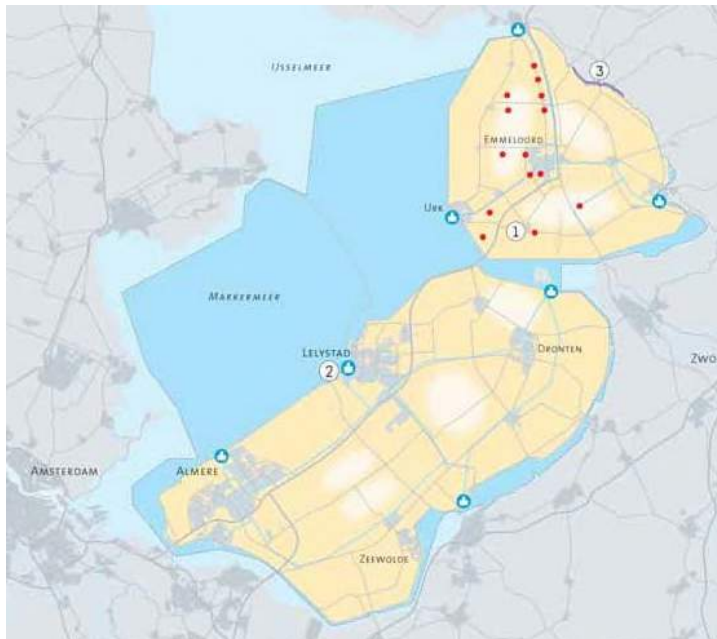 IJSSELMEER
3
EMMELOORD
URK
1
MARKERMEER
LELYSTAD
2
DRONTEN
ZWO
AMSTERDAM
ALMERE
ZEEWOLDE